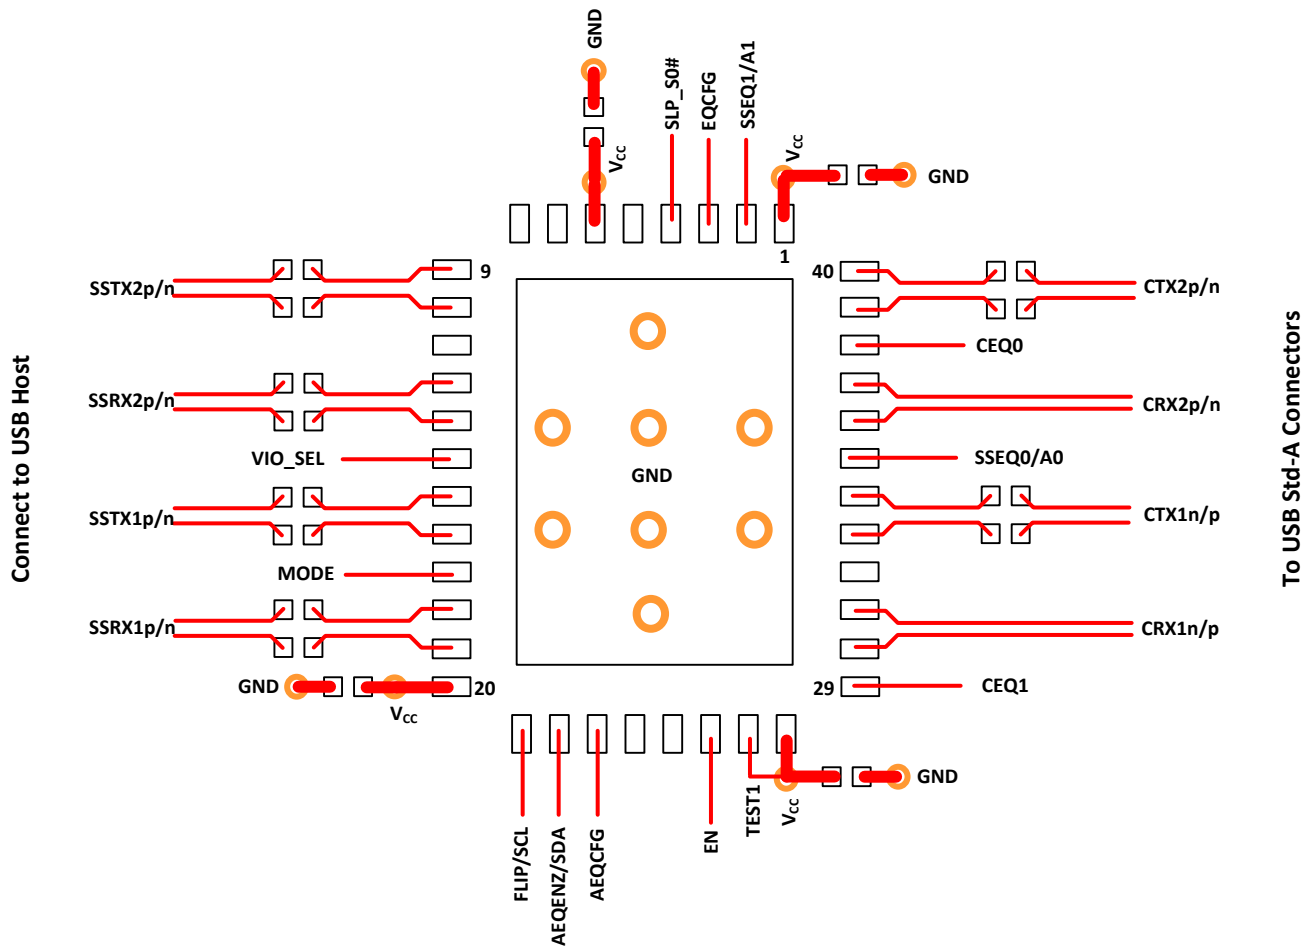 GND
SLP_S0#
EQCFG
SSEQ1/A1
VCC
VCC
GND
1
9
40
SSTX2p/n
CTX2p/n
CEQ0
SSRX2p/n
CRX2p/n
VIO_SEL
SSEQ0/A0
GND
SSTX1p/n
CTX1n/p
MODE
SSRX1p/n
CRX1n/p
GND
20
29
CEQ1
VCC
GND
TEST1
VCC
EN
FLIP/SCL
AEQENZ/SDA
AEQCFG
Connect to USB Host
To USB Std-A Connectors